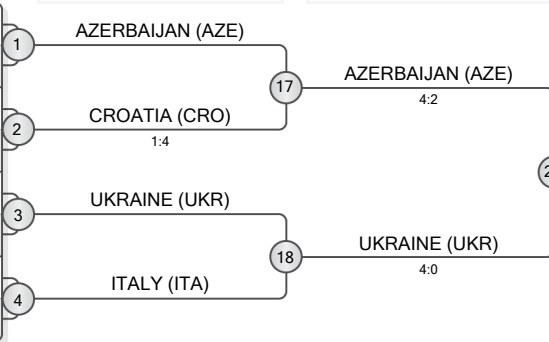 AZERBAIJAN (AZE)
1
17
AZERBAIJAN (AZE)
4:2
CROATIA (CRO)
2
1:4
UKRAINE (UKR)
3
18
UKRAINE (UKR)
4:0
ITALY (ITA)
4